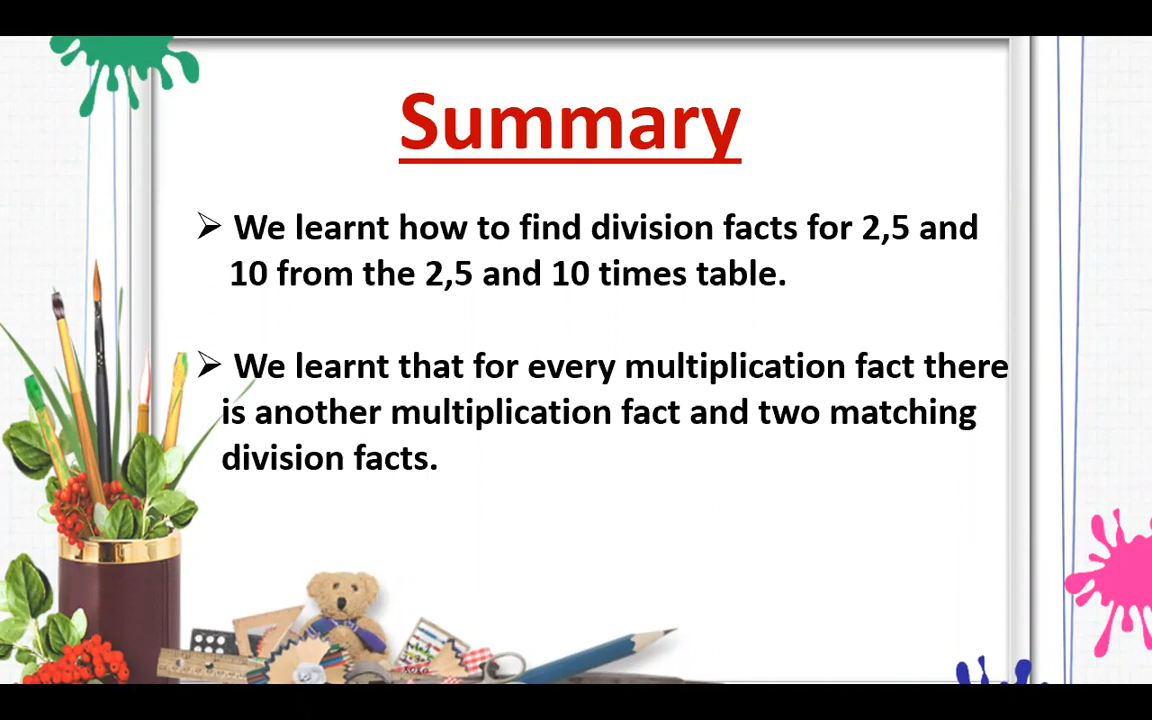 Summary
➢ We learnt how to find division facts for 2,5 and
10 from the 2,5 and 10 times table.
➢ We learnt that for every multiplication fact there
is another multiplication fact and two matching
division facts.